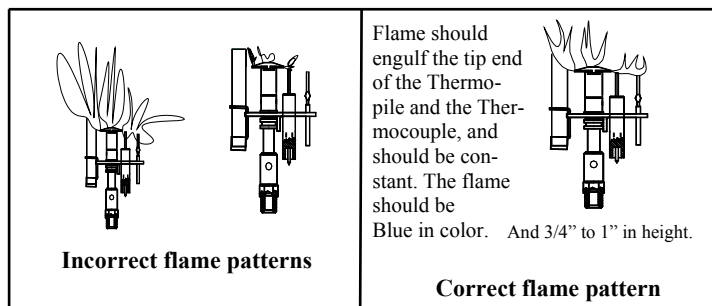 Incorrect flame patterns
Flame should
engulf the tip end
of the Thermo-
pile and the Ther-
mocouple, and
should be con-
stant. The flame
should be
Blue in color. And 3/4” to 1” in height.
Correct flame pattern